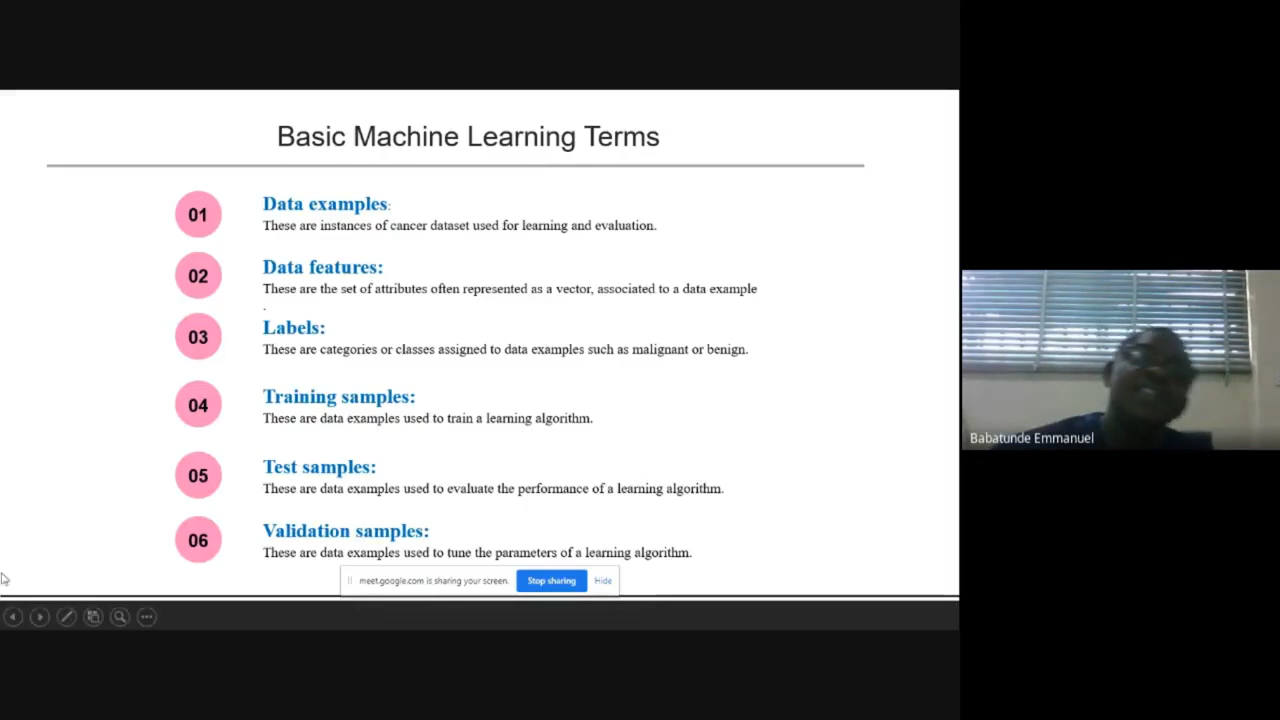 Basic Machine Learning Terms
01
Data examples:
These are instances of cancer dataset used for learning and evaluation.
02
Data features:
These are the set of attributes often represented as a vector, associated to a data example
.
03
Labels:
These are categories or classes assigned to data examples such as malignant or benign.
04
Training samples:
These are data examples used to train a learning algorithm.
05
Test samples:
These are data examples used to evaluate the performance of a learning algorithm.
06
Validation samples:
These are data examples used to tune the parameters of a learning algorithm.
meet.google.com is sharing your screen. Stop sharing Hide
Babatunde Emmanuel